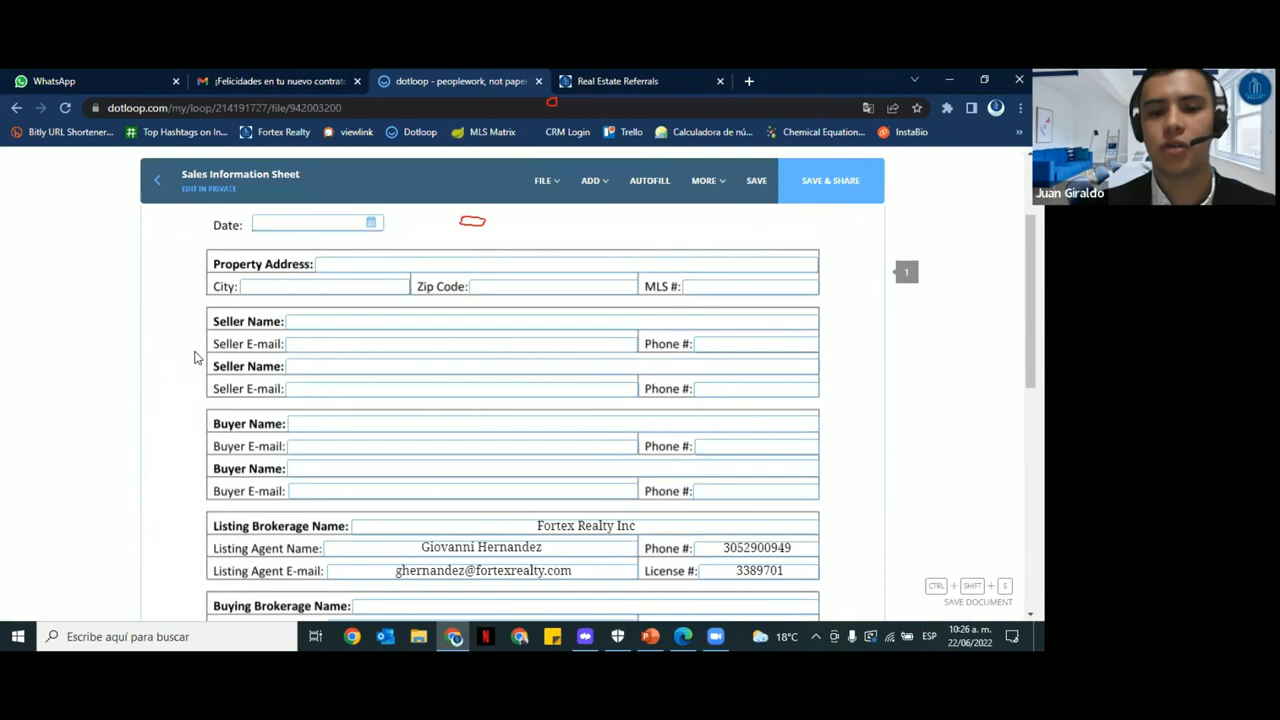 WhatsApp
¡Felicidades en tu nuevo contrato
dotloop - peoplework, not pape
Real Estate Referrals
dotloop.com/my/loop/214191727/file/942003200
Bitly URL Shortener...
Top Hashtags on In...
Fortex Realty
viewlink
Dotloop
MLS Matrix
CRM Login
Trello
Calculadora de nú...
Chemical Equation...
InstaBio
»
Juan Giraldo
Sales Information Sheet
EDIT IN PRIVATE
FILE
ADD
AUTOFILL
MORE
SAVE
SAVE & SHARE
Date:
Property Address:
City: Zip Code: MLS #:
1
Seller Name:
Seller E-mail: Phone #:
Seller Name:
Seller E-mail: Phone #:
Buyer Name:
Buyer E-mail: Phone #:
Buyer Name:
Buyer E-mail: Phone #:
Listing Brokerage Name: Fortex Realty Inc
Listing Agent Name: Giovanni Hernandez Phone #: 3052900949
Listing Agent E-mail: ghernandez@fortexrealty.com License #: 3389701
Buying Brokerage Name:
CTRL + SHIFT + S
SAVE DOCUMENT
Escribe aquí para buscar
18°C
ESP
10:26 a. m.
22/06/2022